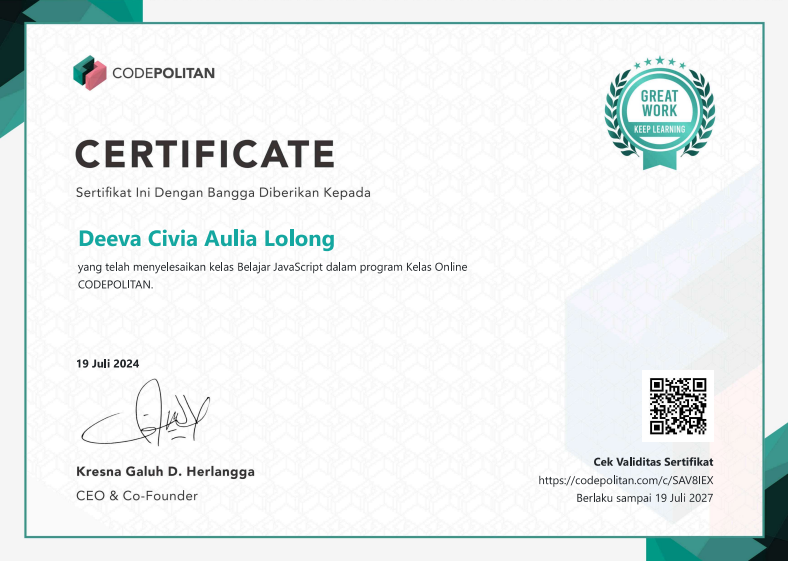 CODEPOLITAN
GREAT
WORK
KEEP LEARNING
CERTIFICATE
Sertifikat Ini Dengan Bangga Diberikan Kepada
Deeva Civia Aulia Lolong
yang telah menyelesaikan kelas Belajar JavaScript dalam program Kelas Online
CODEPOLITAN.
19 Juli 2024
Kresna Galuh D. Herlangga
CEO & Co-Founder
Cek Validitas Sertifikat
https://codepolitan.com/c/SAV8IEX
Berlaku sampai 19 Juli 2027